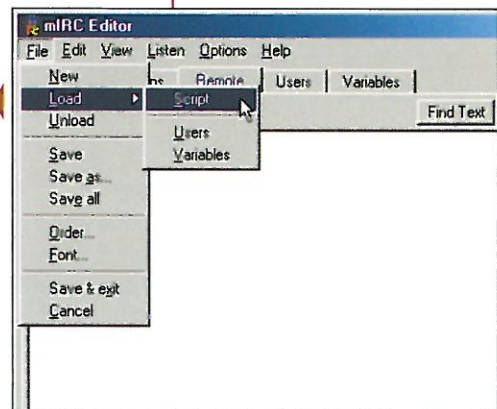 mIRC Editor
File Edit View Listen Options Help
Remote Users Variables
Find Text
New
Load
Unload
Save
Save as...
Save all
Order...
Font...
Save & exit
Cancel
Script
Users
Variables